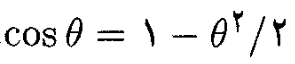 cos θ = ۱ − θ^۲/۲